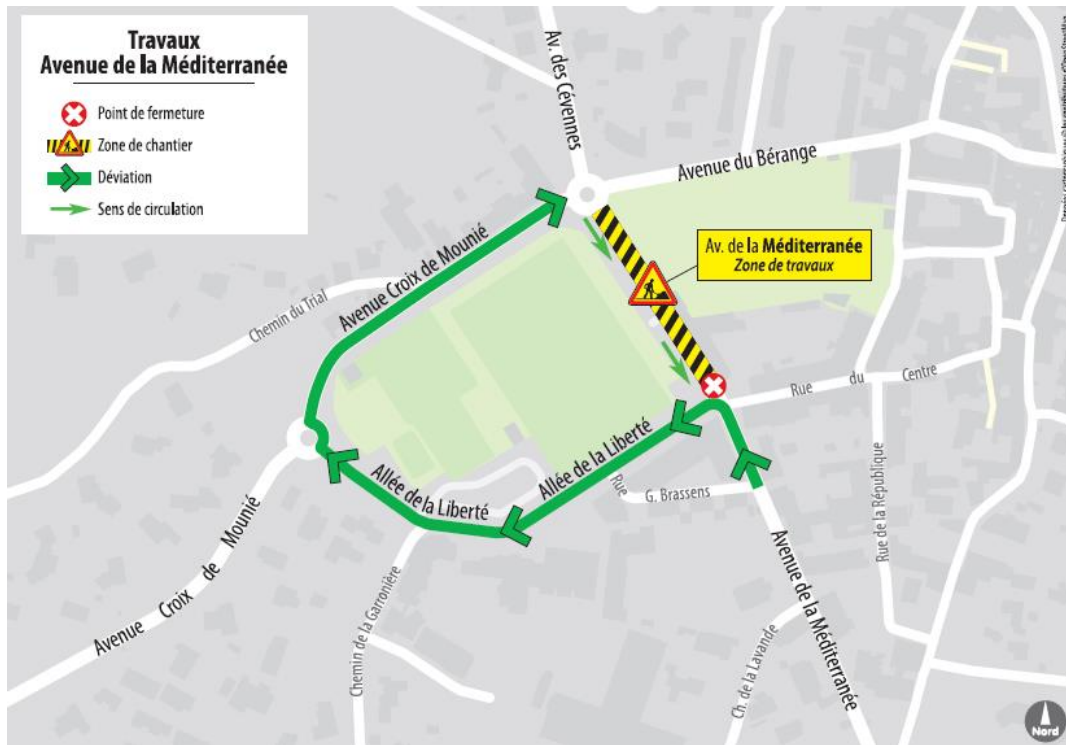 Travaux
Avenue de la Méditerranée
Point de fermeture
Zone de chantier
Déviation
Sens de circulation
Av. des Cévennes
Avenue du Bérange
Av. de la Méditerranée
Zone de travaux
Avenue Croix de Mounié
Chemin du Trial
Rue du Centre
Allée de la Liberté
Allée de la Liberté
Rue G. Brassens
Rue de la République
Avenue Croix de Mounié
Chemin de la Garronière
Ch. de la Lavande
Avenue de la Méditerranée
Nord